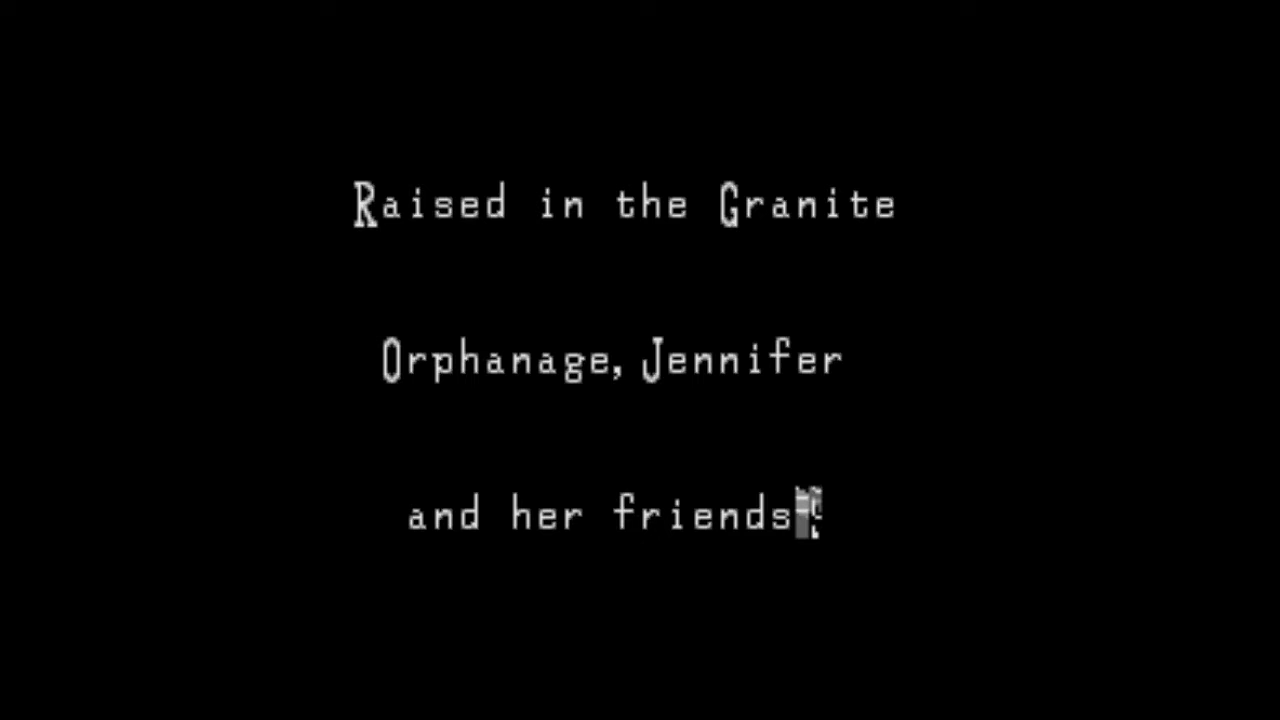 Raised in the Granite
Orphanage, Jennifer
and her friends